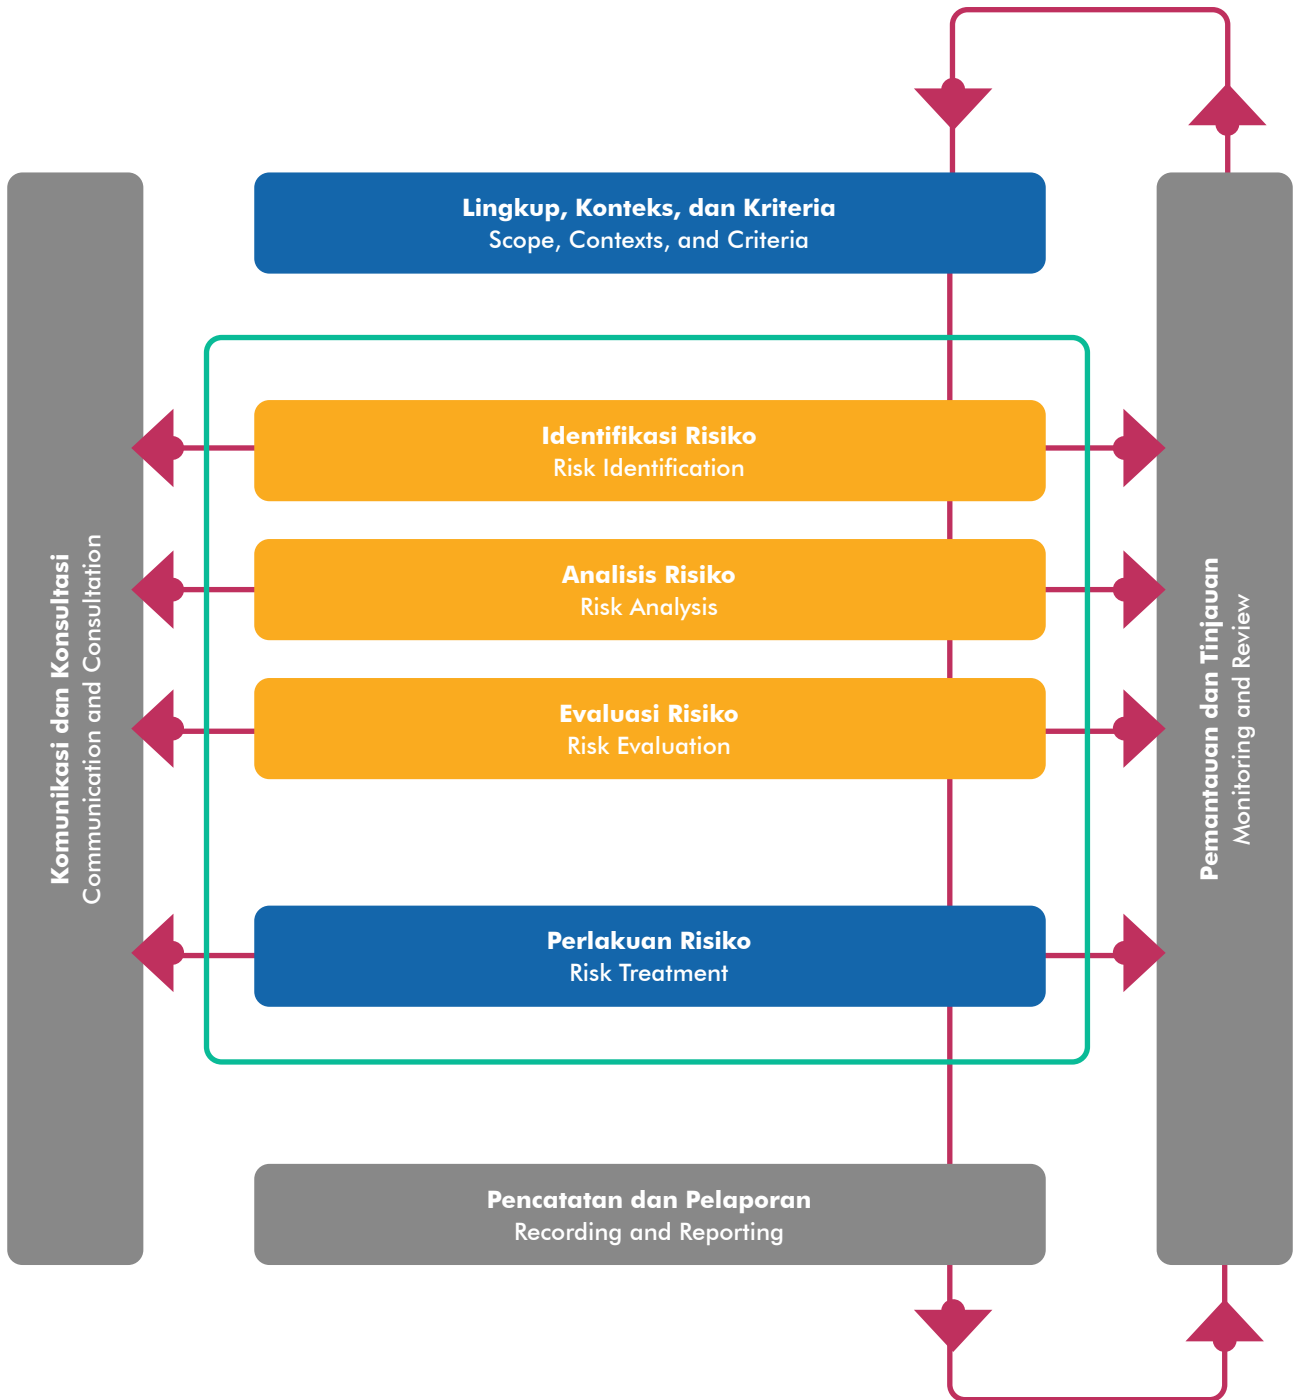 Lingkup, Konteks, dan Kriteria
Scope, Contexts, and Criteria
Identifikasi Risiko
Risk Identification
Analisis Risiko
Risk Analysis
Evaluasi Risiko
Risk Evaluation
Perlakuan Risiko
Risk Treatment
Pencatatan dan Pelaporan
Recording and Reporting
Komunikasi dan Konsultasi
Communication and Consultation
Pemantauan dan Tinjauan
Monitoring and Review